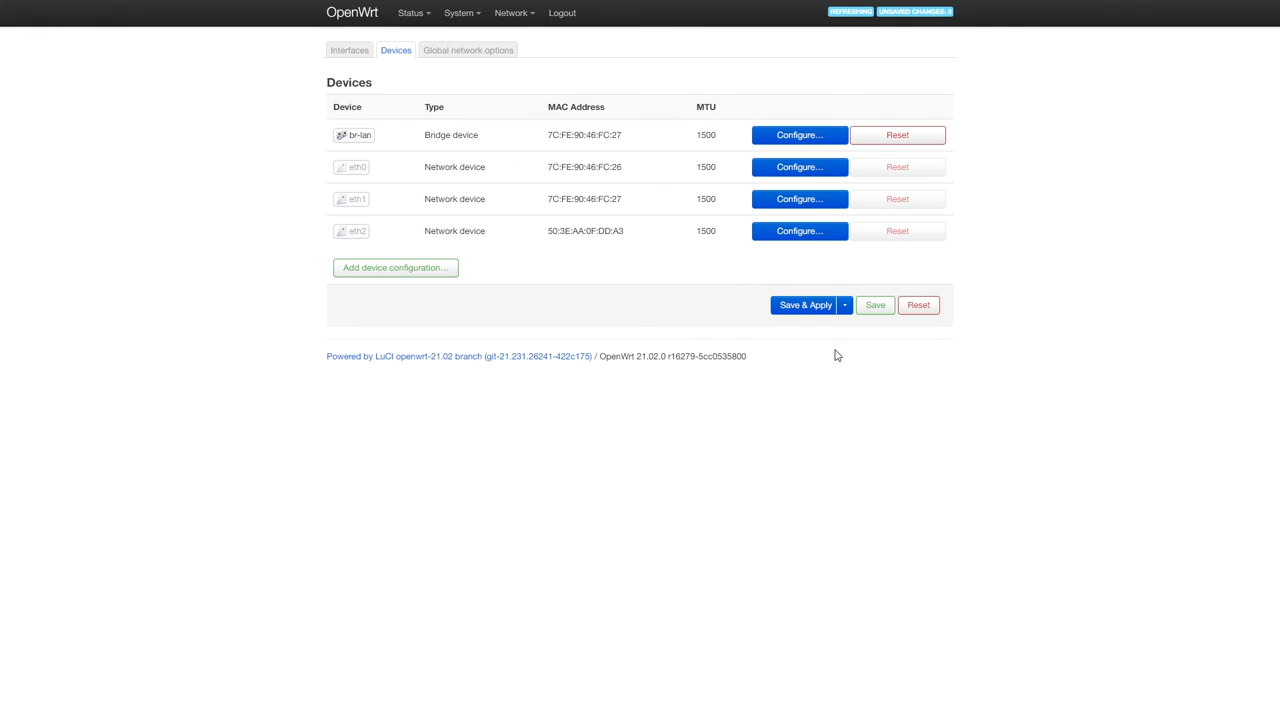 OpenWrt Status System Network Logout REFRESHING UNSAVED CHANGES: 3
Interfaces Devices Global network options
Devices
Device Type MAC Address MTU
br-lan Bridge device 7C:FE:90:46:FC:27 1500 Configure… Reset
eth0 Network device 7C:FE:90:46:FC:26 1500 Configure… Reset
eth1 Network device 7C:FE:90:46:FC:27 1500 Configure… Reset
eth2 Network device 50:3E:AA:0F:DD:A3 1500 Configure… Reset
Add device configuration…
Save & Apply Save Reset
Powered by LuCI openwrt-21.02 branch (git-21.231.26241-422c175) / OpenWrt 21.02.0 r16279-5cc0535800